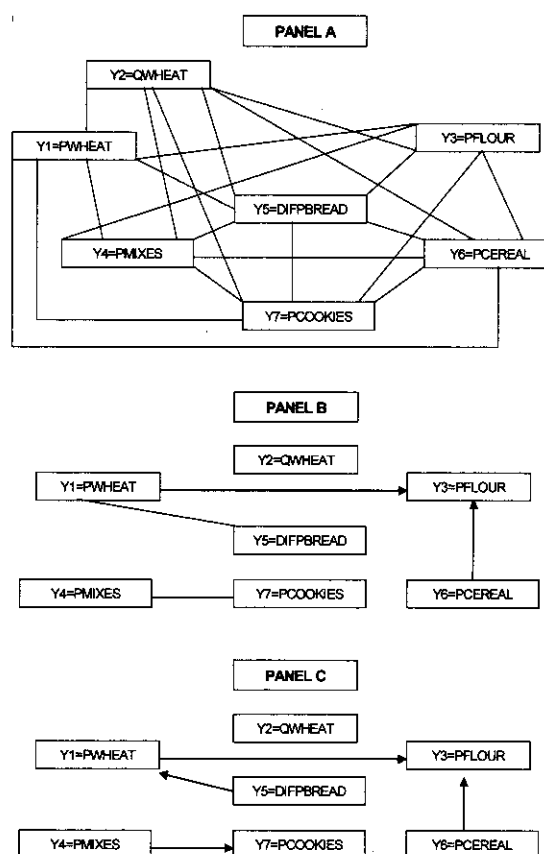 PANEL A
Y2=QWHEAT
Y1=PWHEAT
Y3=PFLOUR
Y5=DIFPBREAD
Y4=PMIXES
Y6=PCEREAL
Y7=PCOOKIES
PANEL B
Y2=QWHEAT
Y1=PWHEAT
Y3=PFLOUR
Y5=DIFPBREAD
Y4=PMIXES
Y7=PCOOKIES
Y6=PCEREAL
PANEL C
Y2=QWHEAT
Y1=PWHEAT
Y3=PFLOUR
Y5=DIFPBREAD
Y4=PMIXES
Y7=PCOOKIES
Y6=PCEREAL